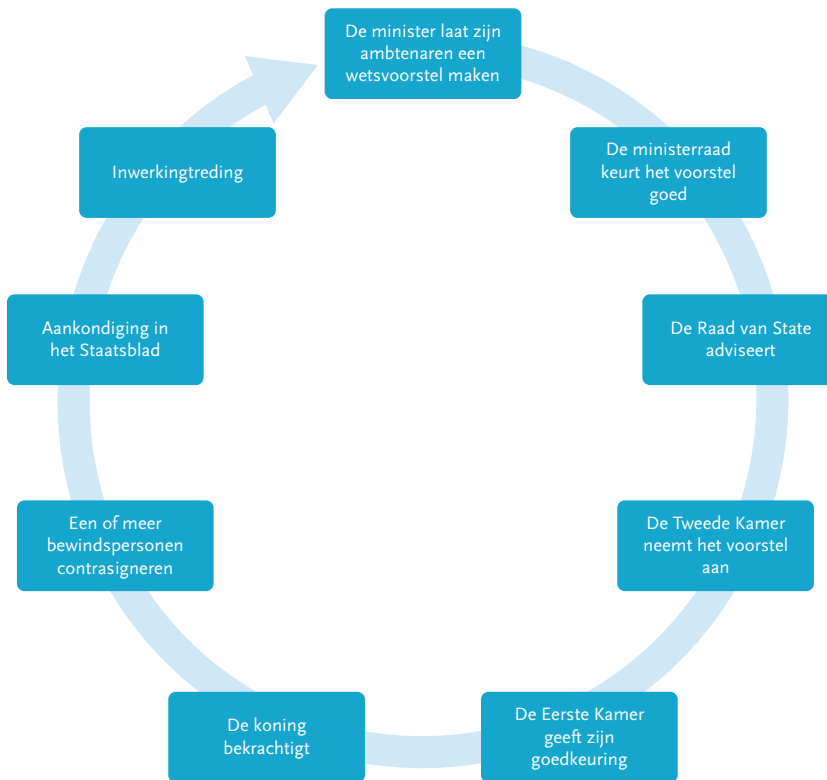 De minister laat zijn
ambtenaren een
wetsvoorstel maken
De ministerraad
keurt het voorstel
goed
De Raad van State
adviseert
De Tweede Kamer
neemt het voorstel
aan
De Eerste Kamer
geeft zijn
goedkeuring
De koning
bekrachtigt
Een of meer
bewindspersonen
contrasigneren
Aankondiging in
het Staatsblad
Inwerkingtreding